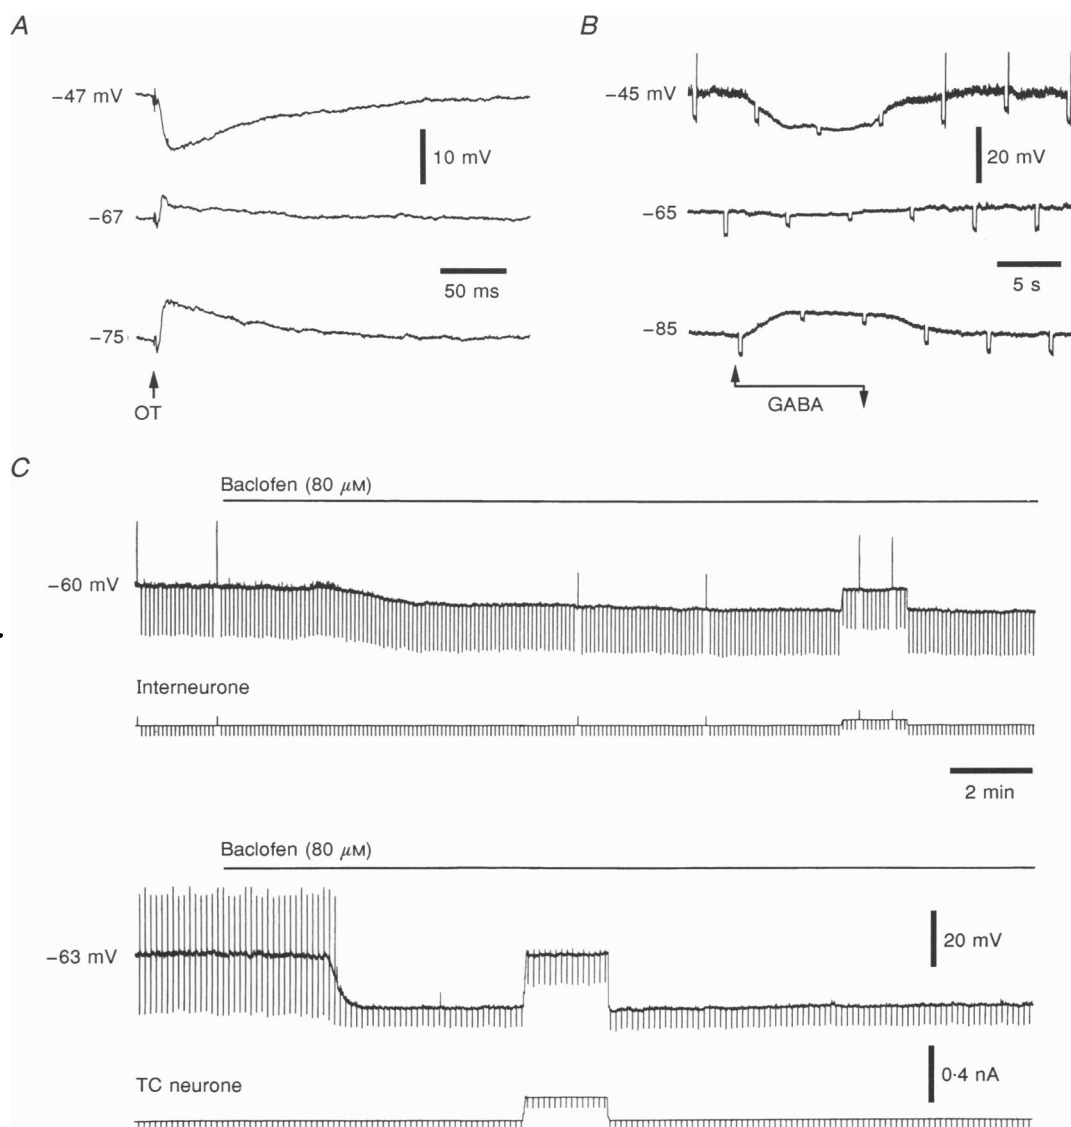 A
B
−47 mV
10 mV
−67
50 ms
−75
OT
−45 mV
20 mV
−65
5 s
−85
GABA
C
Baclofen (80 μM)
−60 mV
Interneurone
2 min
Baclofen (80 μM)
−63 mV
20 mV
TC neurone
0·4 nA